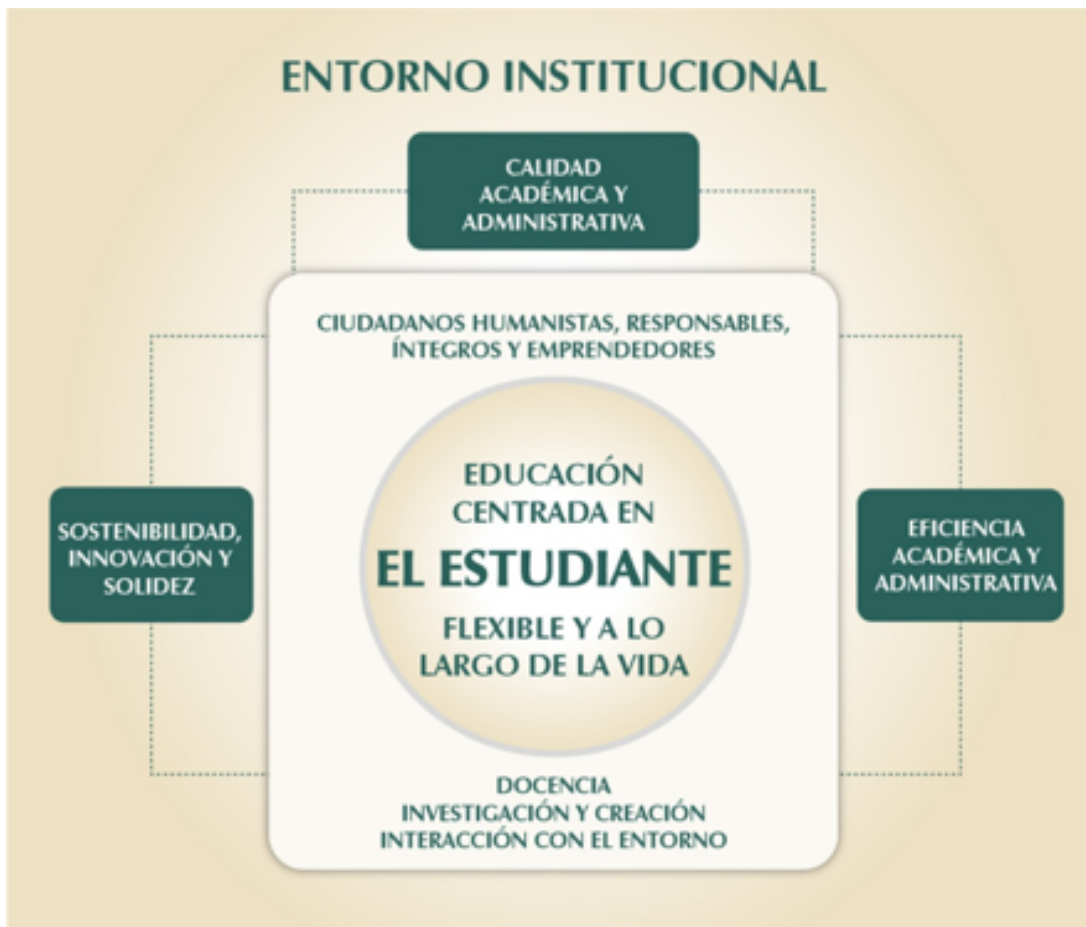 ENTORNO INSTITUCIONAL
CALIDAD
ACADÉMICA Y
ADMINISTRATIVA
CIUDADANOS HUMANISTAS, RESPONSABLES,
ÍNTEGROS Y EMPRENDEDORES
EDUCACIÓN
CENTRADA EN
EL ESTUDIANTE
FLEXIBLE Y A LO
LARGO DE LA VIDA
SOSTENIBILIDAD,
INNOVACIÓN Y
SOLIDEZ
EFICIENCIA
ACADÉMICA Y
ADMINISTRATIVA
DOCENCIA
INVESTIGACIÓN Y CREACIÓN
INTERACCIÓN CON EL ENTORNO